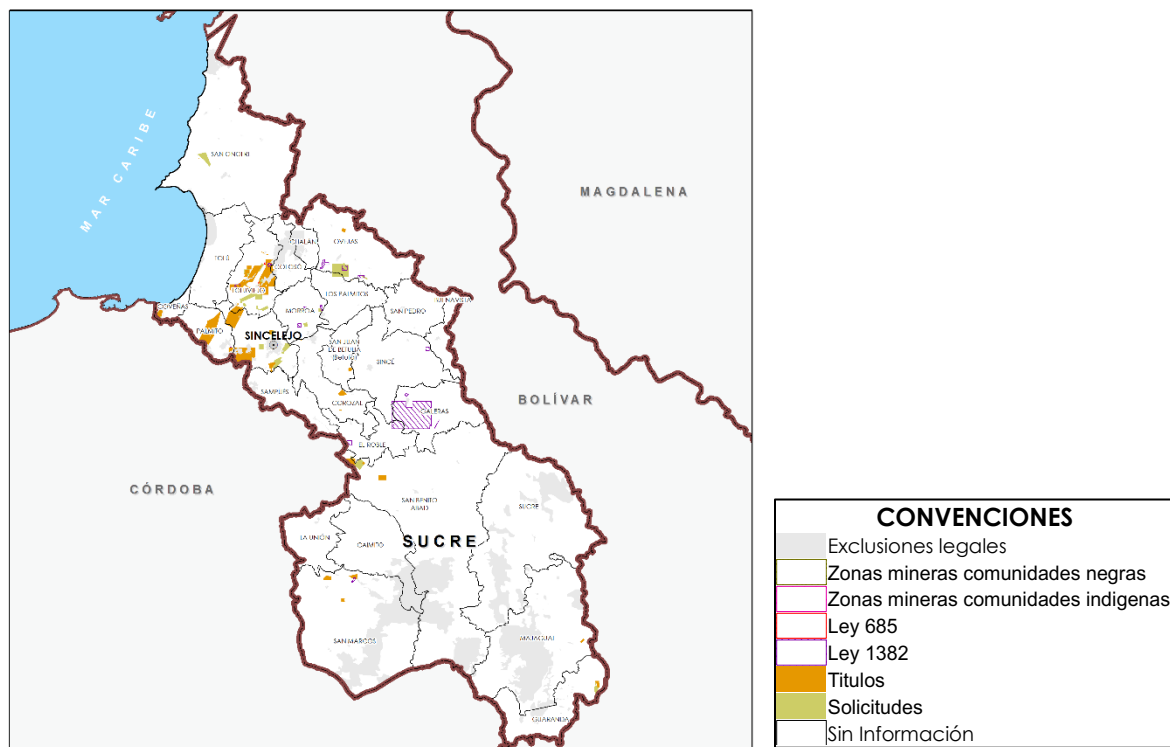 MAR CARIBE
MAGDALENA
BOLÍVAR
CÓRDOBA
SUCRE
SINCELEJO
CHALAN
OVEJAS
TOLÚ
COLOSÓ
TOLUVIEJO
LOS PALMITOS
BUENAVISTA
COVEÑAS
MORROA
SAN PEDRO
PALMITO
SAN JUAN
DE BETULIA
(Betulia)
SINCÉ
SAMPUÉS
COROZAL
GALERAS
EL ROBLE
SAN BENITO
ABAD
SUCRE
LA UNIÓN
CAIMITO
SAN MARCOS
MAJAGUAL
GUARANDA
CONVENCIONES
Exclusiones legales
Zonas mineras comunidades negras
Zonas mineras comunidades indigenas
Ley 685
Ley 1382
Titulos
Solicitudes
Sin Información